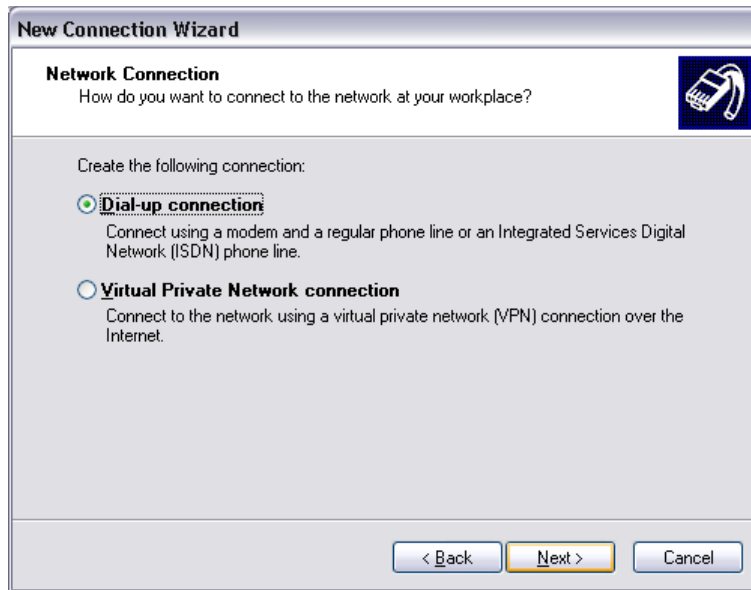 New Connection Wizard
Network Connection
How do you want to connect to the network at your workplace?
Create the following connection:
Dial-up connection
Connect using a modem and a regular phone line or an Integrated Services Digital
Network (ISDN) phone line.
Virtual Private Network connection
Connect to the network using a virtual private network (VPN) connection over the
Internet.
< Back
Next >
Cancel